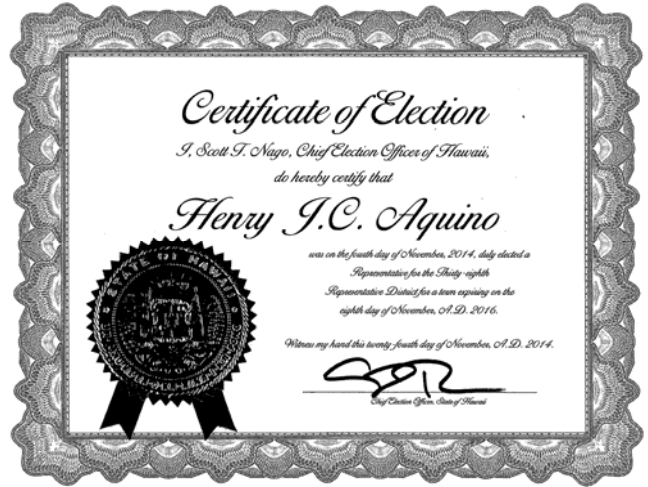 Certificate of Election
I, Scott T. Nago, Chief Election Officer of Hawaii,
do hereby certify that
Henry J.C. Aquino
was on the fourth day of November, 2014, duly elected a
Representative for the Thirty-eighth
Representative District for a term expiring on the
eighth day of November, A.D. 2016.
Witness my hand this twenty-fourth day of November, A.D. 2014.
Chief Election Officer, State of Hawaii
STATE OF HAWAII